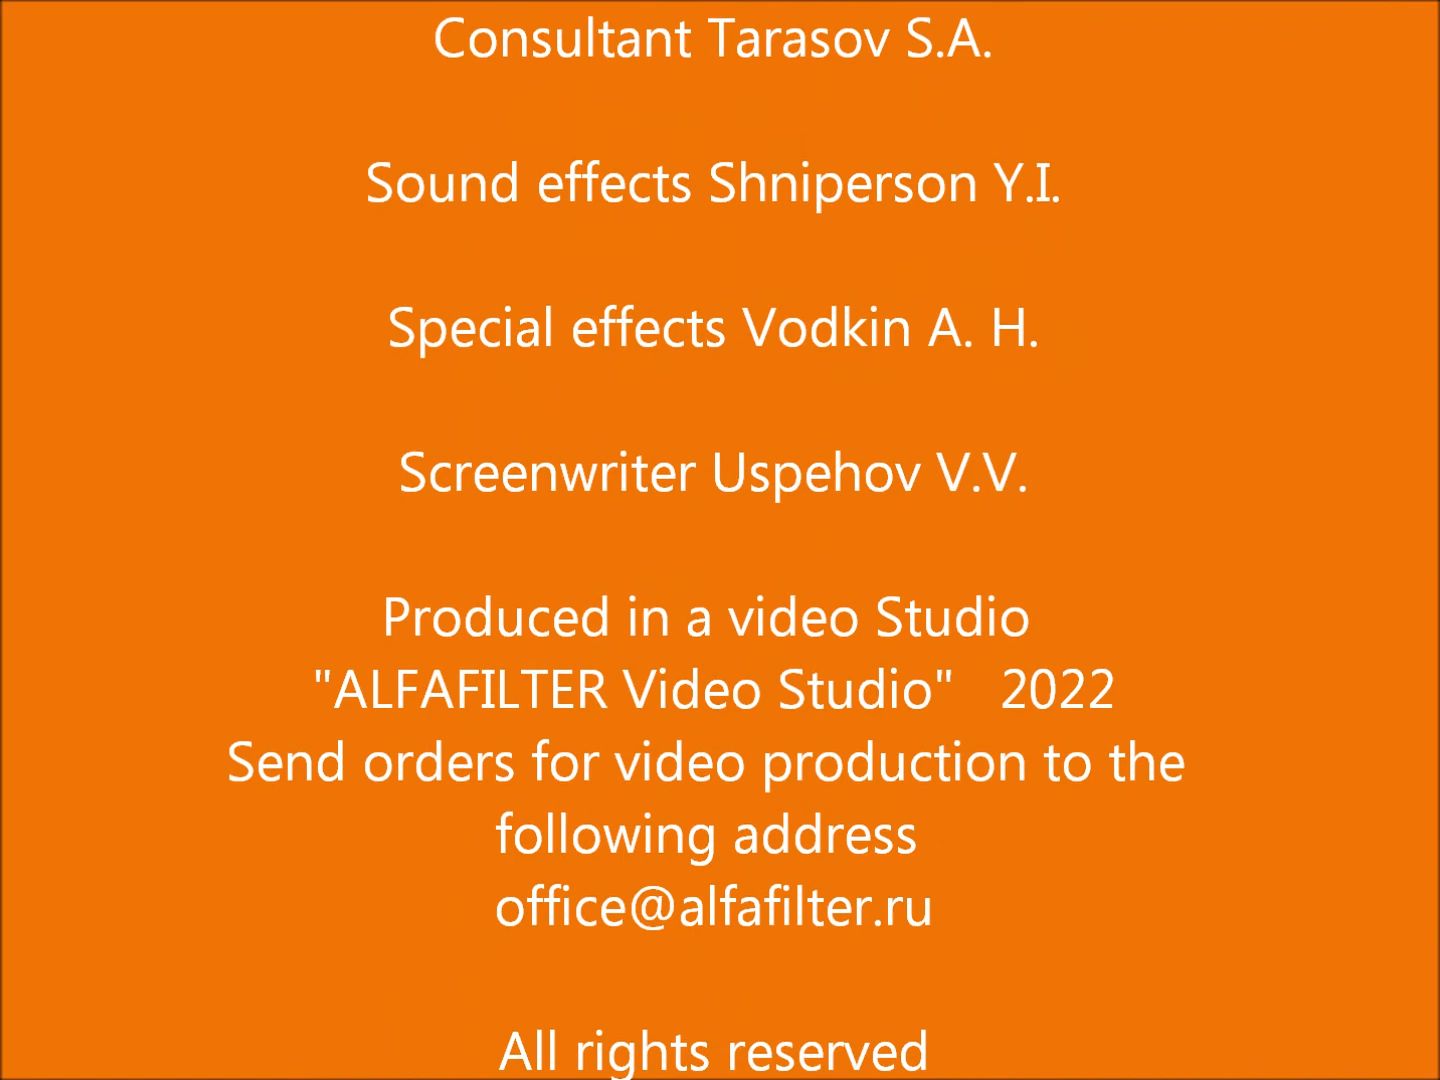 Consultant Tarasov S.A.
Sound effects Shniperson Y.I.
Special effects Vodkin A. H.
Screenwriter Uspehov V.V.
Produced in a video Studio
"ALFAFILTER Video Studio"   2022
Send orders for video production to the
following address
office@alfafilter.ru
All rights reserved